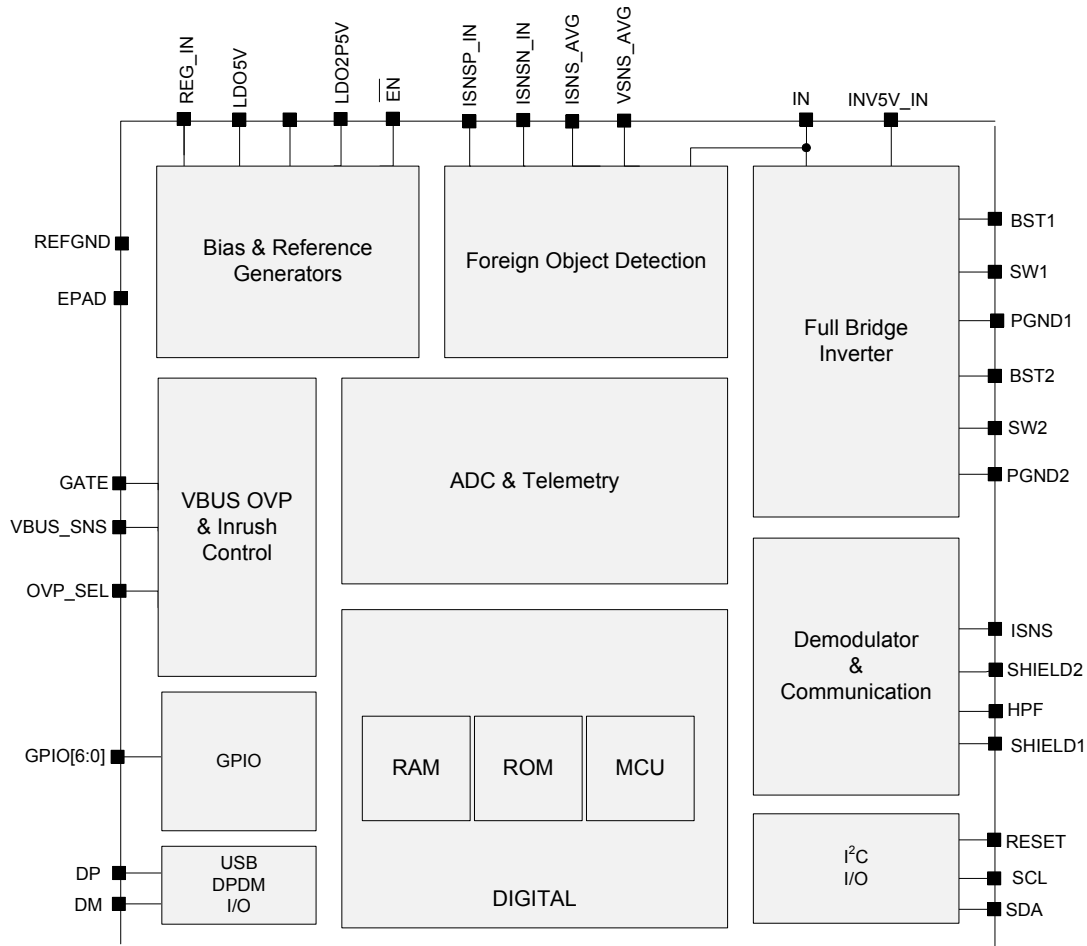 REG_IN
LDO5V
LDO2P5V
EN
ISNSP_IN
ISNSN_IN
ISNS_AVG
VSNS_AVG
IN
INV5V_IN
REFGND
EPAD
Bias & Reference
Generators
Foreign Object Detection
Full Bridge
Inverter
BST1
SW1
PGND1
BST2
SW2
PGND2
GATE
VBUS_SNS
OVP_SEL
VBUS OVP
& Inrush
Control
ADC & Telemetry
Demodulator
&
Communication
ISNS
SHIELD2
HPF
SHIELD1
GPIO[6:0]
GPIO
RAM
ROM
MCU
DIGITAL
DP
DM
USB
DPDM
I/O
I²C
I/O
RESET
SCL
SDA